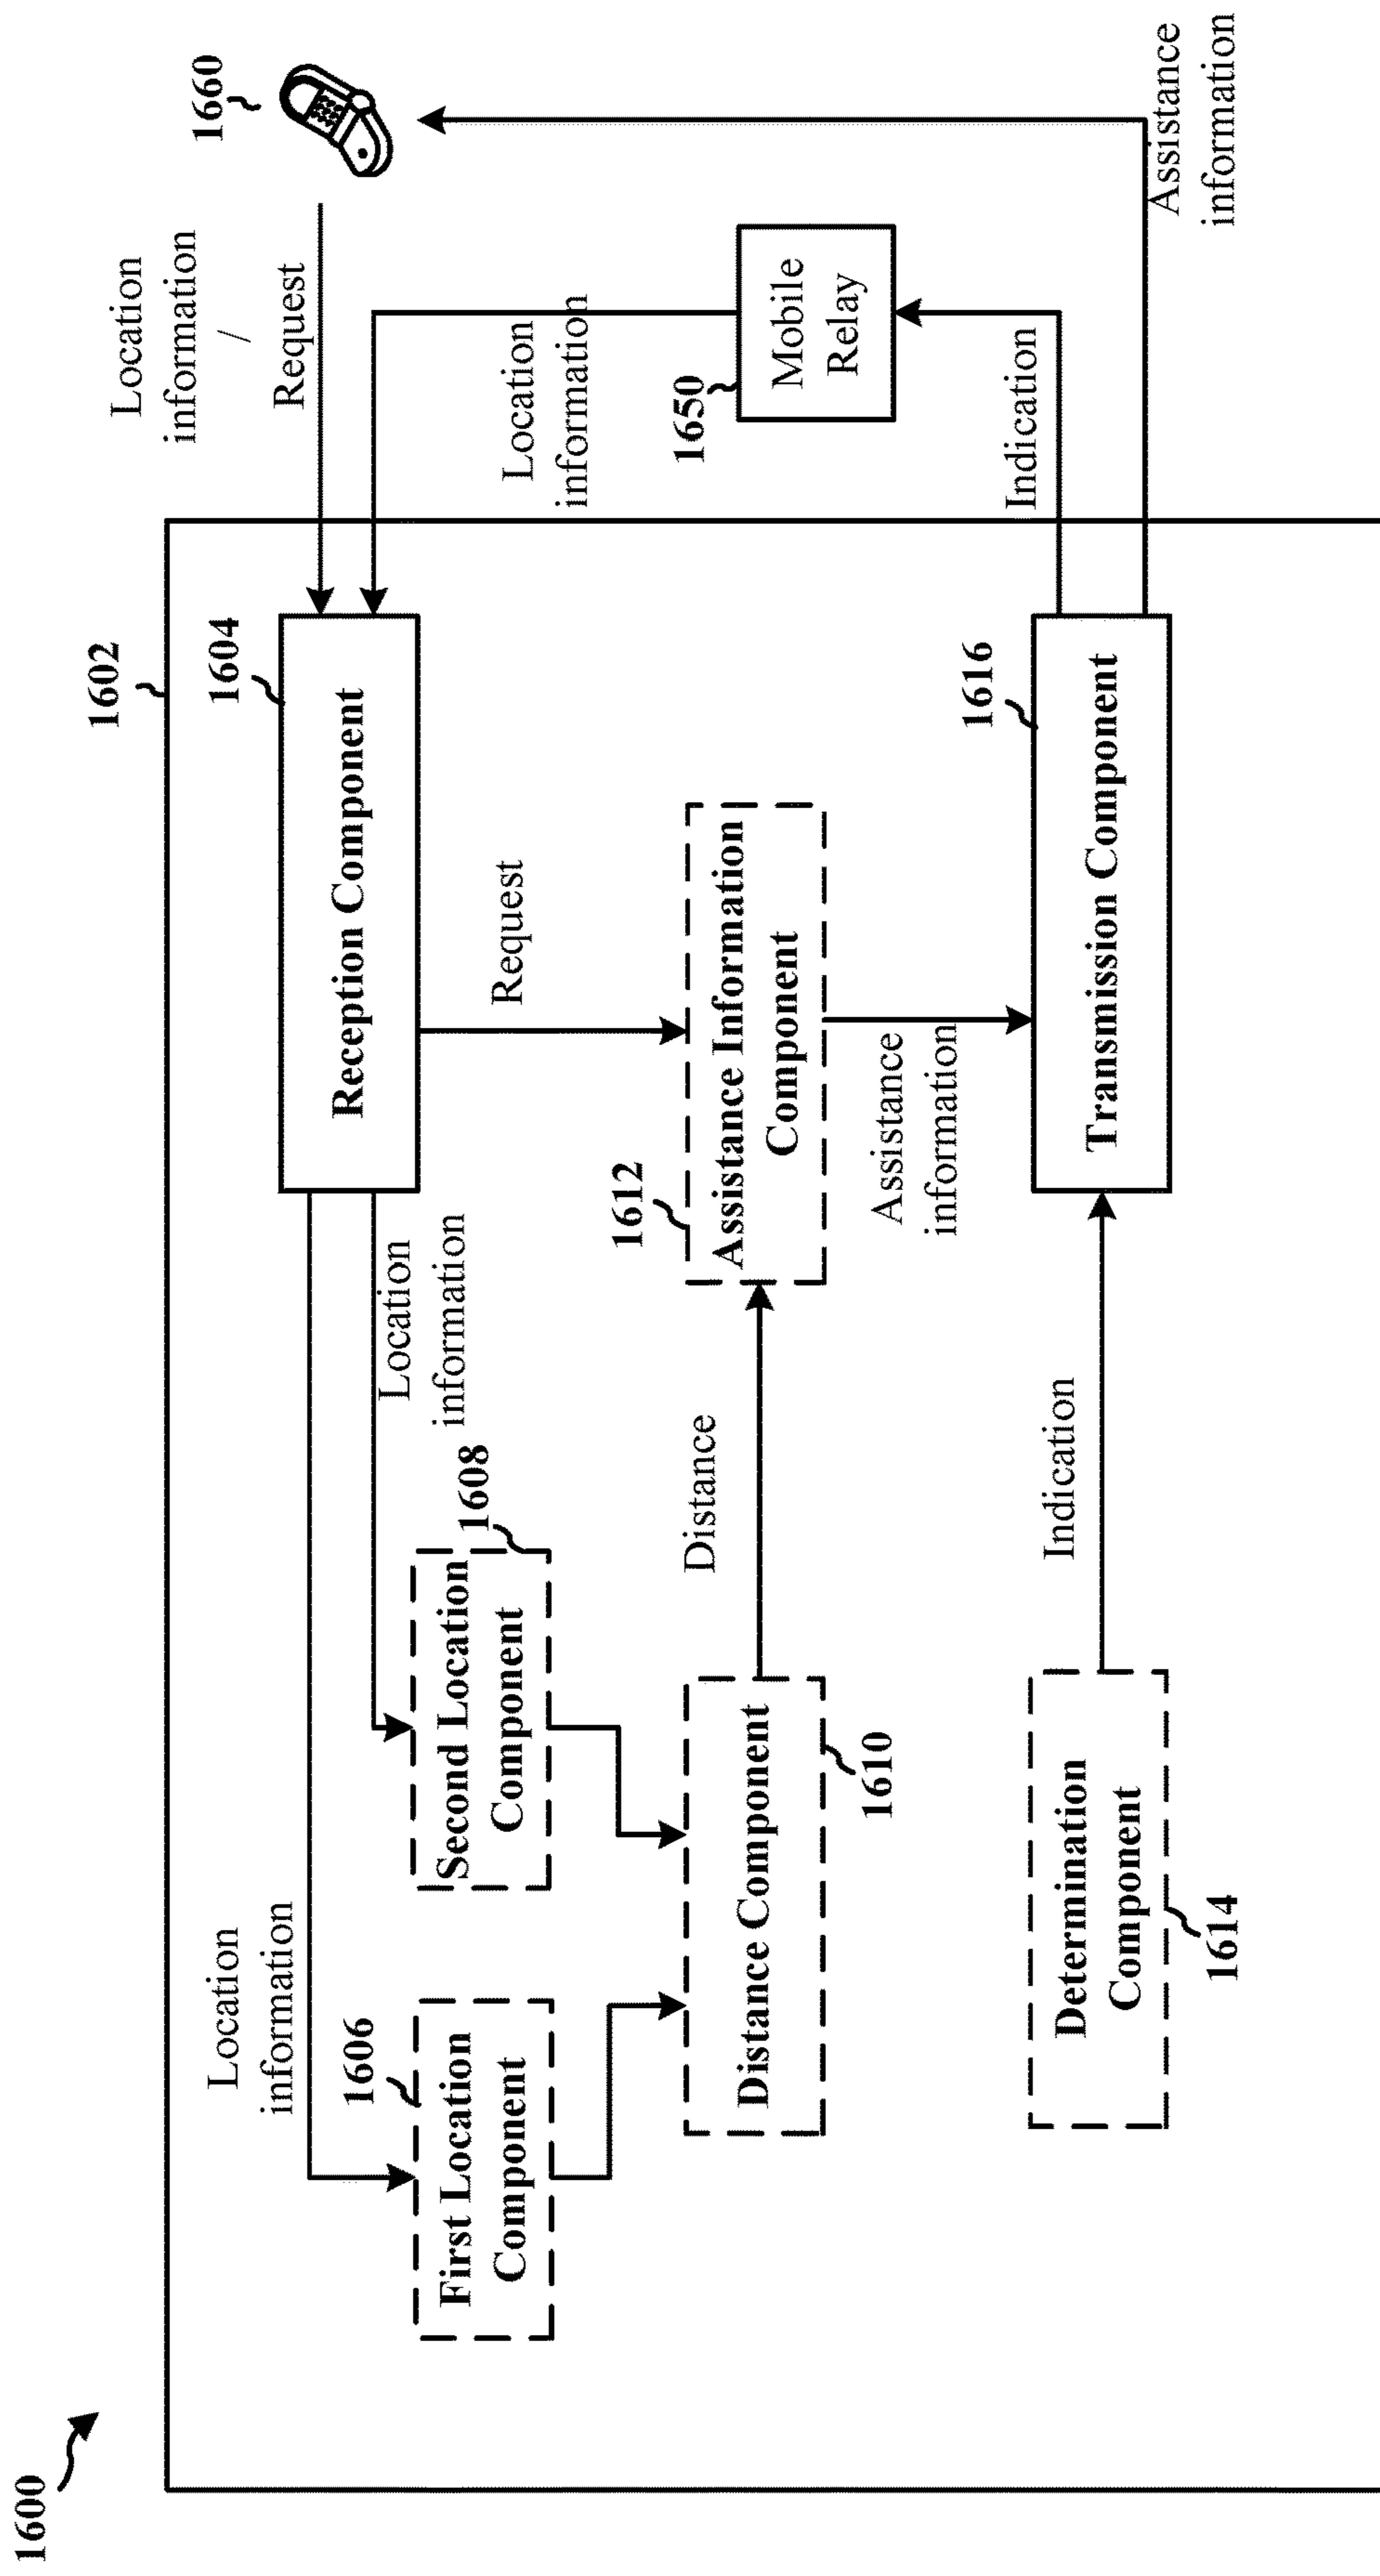 1600
1602
Location
information
/
Request
1660
1604
Reception Component
Location
information
Location
information
Request
Location
information
1606
First Location
Component
1608
Second Location
Component
1650
Mobile
Relay
1612
Assistance Information
Component
Distance
Distance Component
1610
Assistance
information
Indication
1616
Transmission Component
Indication
Determination
Component
1614
Assistance
information